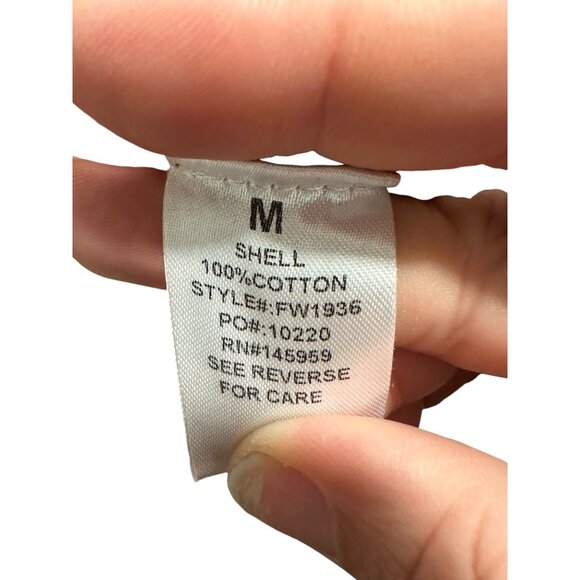 M
SHELL
100%COTTON
STYLE#:FW1936
PO#:10220
RN#145959
SEE REVERSE
FOR CARE